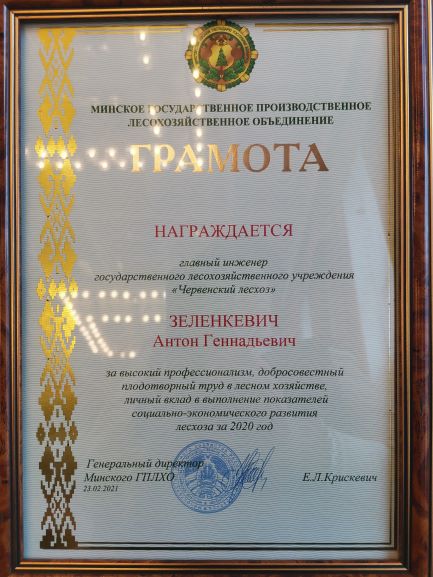 МИНСКОЕ ГОСУДАРСТВЕННОЕ ПРОИЗВОДСТВЕННОЕ
ЛЕСОХОЗЯЙСТВЕННОЕ ОБЪЕДИНЕНИЕ
ГРАМОТА
НАГРАЖДАЕТСЯ
главный инженер
государственного лесохозяйственного учреждения
«Червенский лесхоз»
ЗЕЛЕНКЕВИЧ
Антон Геннадьевич
за высокий профессионализм, добросовестный
плодотворный труд в лесном хозяйстве,
личный вклад в выполнение показателей
социально-экономического развития
лесхоза за 2020 год
Генеральный директор
Минского ГПЛХО
Е.Л.Крискевич
23.02.2021